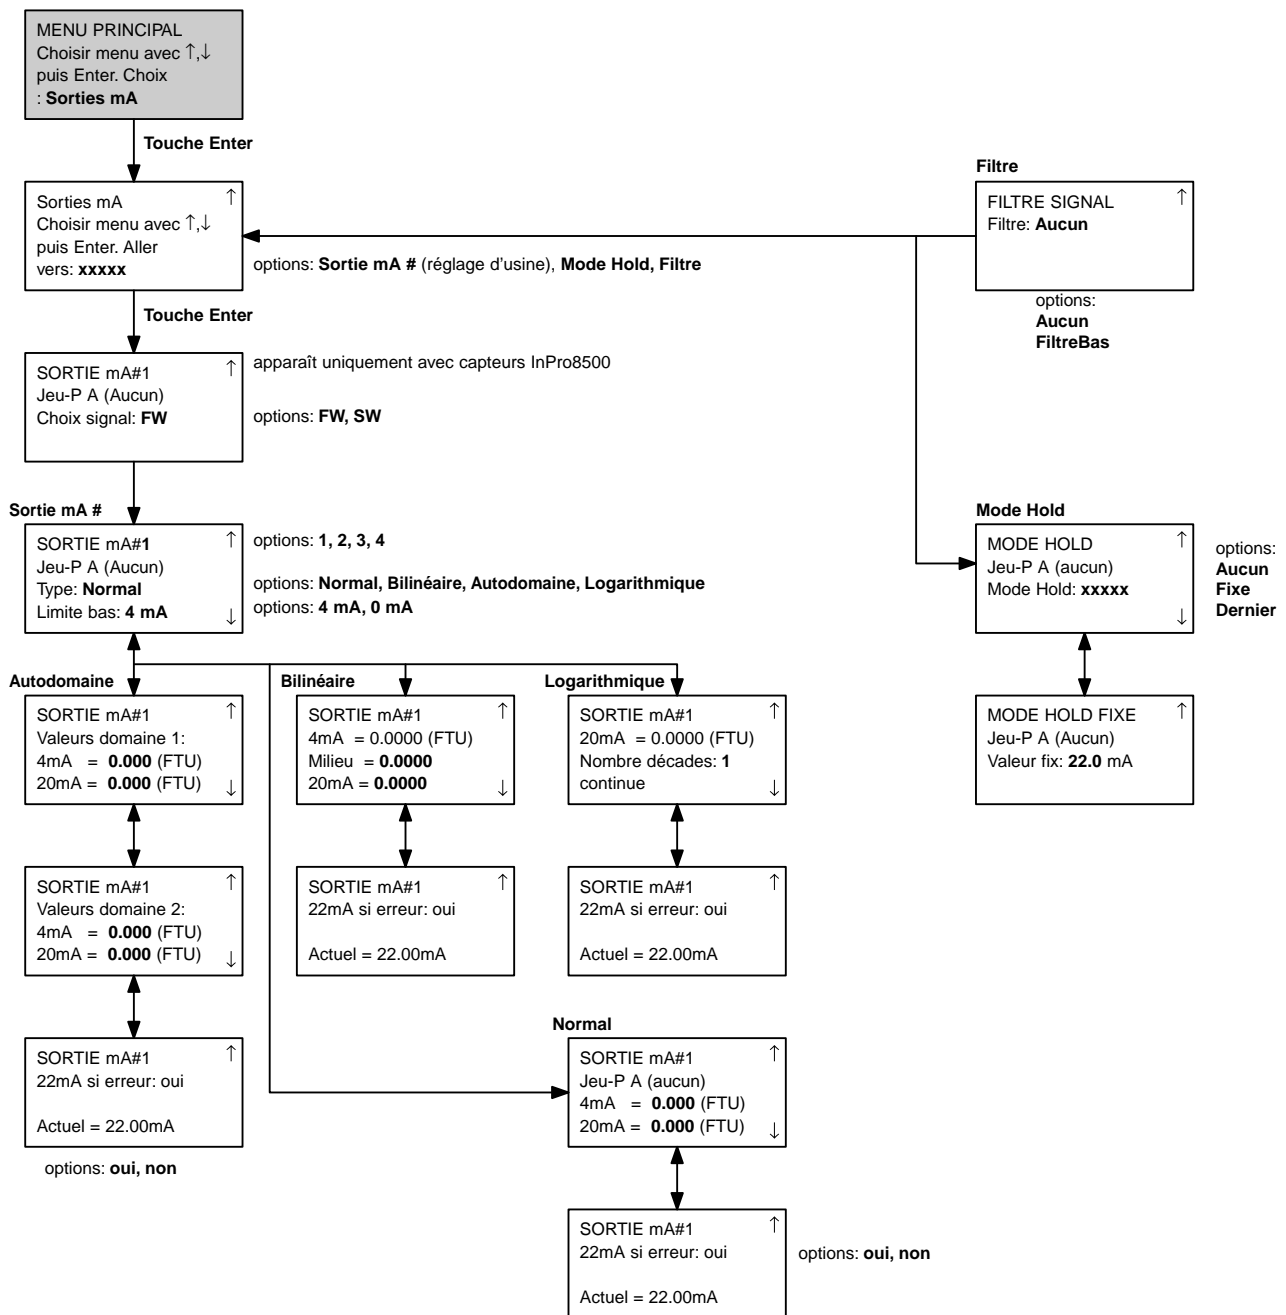 MENU PRINCIPAL
Choisir menu avec ↑,↓
puis Enter. Choix
: Sorties mA
Touche Enter
Sorties mA ↑
Choisir menu avec ↑,↓
puis Enter. Aller
vers: xxxxx
options: Sortie mA # (réglage d'usine), Mode Hold, Filtre
Filtre
FILTRE SIGNAL ↑
Filtre: Aucun
options:
Aucun
FiltreBas
Touche Enter
SORTIE mA#1 ↑
Jeu-P A (Aucun)
Choix signal: FW
apparaît uniquement avec capteurs InPro8500
options: FW, SW
Sortie mA #
SORTIE mA#1 ↑
Jeu-P A (Aucun)
Type: Normal
Limite bas: 4 mA ↓
options: 1, 2, 3, 4
options: Normal, Bilinéaire, Autodomaine, Logarithmique
options: 4 mA, 0 mA
Mode Hold
MODE HOLD ↑
Jeu-P A (aucun)
Mode Hold: xxxxx
↓
options:
Aucun
Fixe
Dernier
MODE HOLD FIXE ↑
Jeu-P A (Aucun)
Valeur fix: 22.0 mA
Autodomaine
SORTIE mA#1 ↑
Valeurs domaine 1:
4mA = 0.000 (FTU)
20mA = 0.000 (FTU) ↓
SORTIE mA#1 ↑
Valeurs domaine 2:
4mA = 0.000 (FTU)
20mA = 0.000 (FTU) ↓
SORTIE mA#1 ↑
22mA si erreur: oui
Actuel = 22.00mA
options: oui, non
Bilinéaire
SORTIE mA#1 ↑
4mA = 0.0000 (FTU)
Milieu = 0.0000
20mA = 0.0000 ↓
SORTIE mA#1 ↑
22mA si erreur: oui
Actuel = 22.00mA
Logarithmique
SORTIE mA#1 ↑
20mA = 0.0000 (FTU)
Nombre décades: 1
continue ↓
SORTIE mA#1 ↑
22mA si erreur: oui
Actuel = 22.00mA
Normal
SORTIE mA#1 ↑
Jeu-P A (aucun)
4mA = 0.000 (FTU)
20mA = 0.000 (FTU) ↓
SORTIE mA#1 ↑
22mA si erreur: oui
Actuel = 22.00mA
options: oui, non